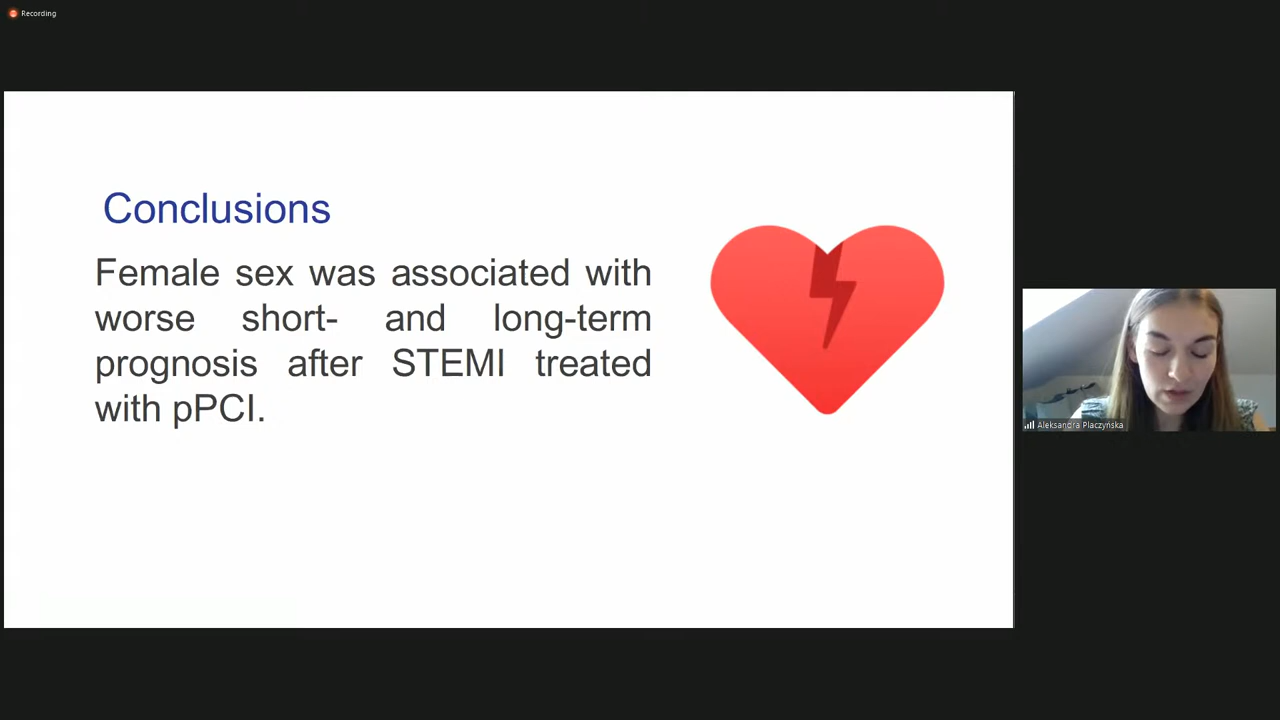 Recording
Conclusions
Female sex was associated with
worse short- and long-term
prognosis after STEMI treated
with pPCI.
Aleksandra Płaczyńska